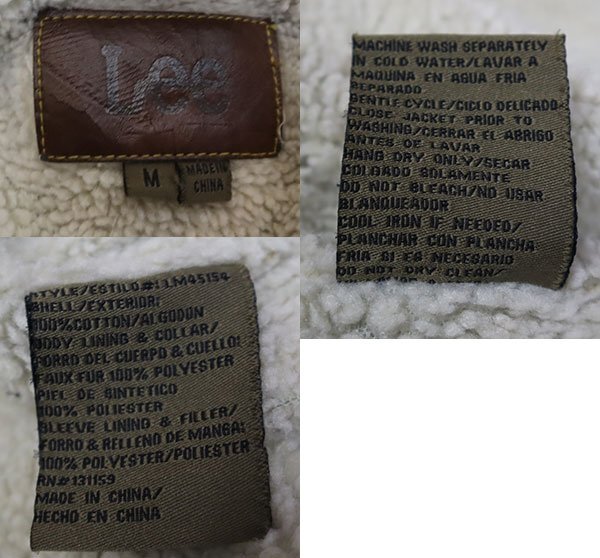 Lee
M
MADE IN
CHINA
MACHINE WASH SEPARATELY
IN COLD WATER/LAVAR A
MAQUINA EN AGUA FRIA
SEPARADO
GENTLE CYCLE/CICLO DELICADO
CLOSE JACKET PRIOR TO
WASHING/CERRAR EL ABRIGO
ANTES DE LAVAR
HANG DRY ONLY/SECAR
COLGADO SOLAMENTE
DO NOT BLEACH/NO USAR
BLANQUEADOR
COOL IRON IF NEEDED/
PLANCHAR CON PLANCHA
FRIA SI ES NECESARIO
DO NOT DRY CLEAN/
STYLE/ESTILO#:LLM45154
SHELL/EXTERIOR:
100%COTTON/ALGODON
BODY LINING & COLLAR/
FORRO DEL CUERPO & CUELLO:
FAUX FUR 100% POLYESTER
PIEL DE SINTETICO
100% POLIESTER
SLEEVE LINING & FILLER/
FORRO & RELLENO DE MANGA:
100% POLYESTER/POLIESTER
RN#131159
MADE IN CHINA/
HECHO EN CHINA